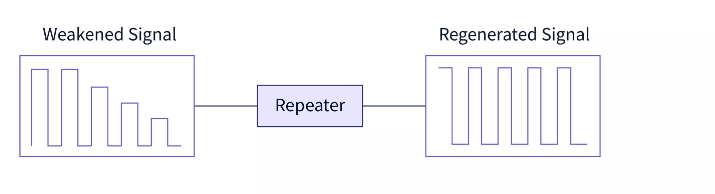 Weakened Signal
Regenerated Signal
Repeater